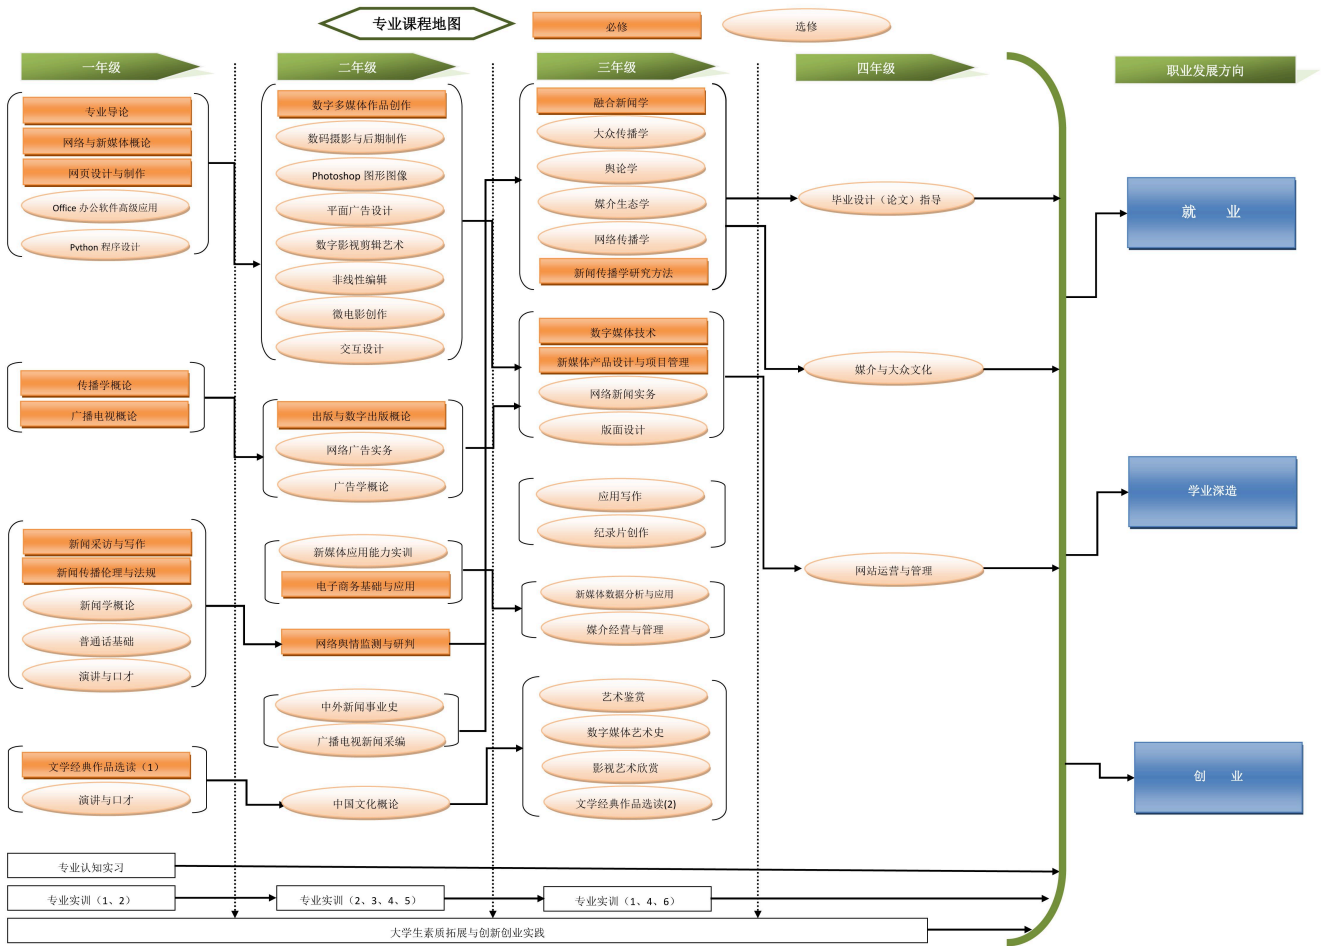 专业课程地图
必修
选修
一年级
二年级
三年级
四年级
职业发展方向
专业导论
网络与新媒体概论
网页设计与制作
Office 办公软件高级应用
Python 程序设计
传播学概论
广播电视概论
新闻采访与写作
新闻传播伦理与法规
新闻学概论
普通话基础
演讲与口才
文学经典作品选读（1）
演讲与口才
数字多媒体作品创作
数码摄影与后期制作
Photoshop 图形图像
平面广告设计
数字影视剪辑艺术
非线性编辑
微电影创作
交互设计
出版与数字出版概论
网络广告实务
广告学概论
新媒体应用能力实训
电子商务基础与应用
网络舆情监测与研判
中外新闻事业史
广播电视新闻采编
中国文化概论
融合新闻学
大众传播学
舆论学
媒介生态学
网络传播学
新闻传播学研究方法
数字媒体技术
新媒体产品设计与项目管理
网络新闻实务
版面设计
应用写作
纪录片创作
新媒体数据分析与应用
媒介经营与管理
艺术鉴赏
数字媒体艺术史
影视艺术欣赏
文学经典作品选读(2)
毕业设计（论文）指导
媒介与大众文化
网站运营与管理
就 业
学业深造
创 业
专业认知实习
专业实训（1、2）
专业实训（2、3、4、5）
专业实训（1、4、6）
大学生素质拓展与创新创业实践